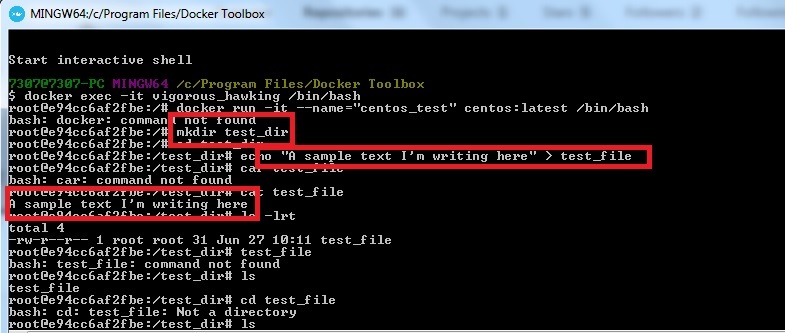 MINGW64:/c/Program Files/Docker Toolbox
Start interactive shell
7307@7307-PC MINGW64 /c/Program Files/Docker Toolbox
$ docker exec -it vigorous_hawking /bin/bash
root@e94cc6af2fbe:/# docker run -it --name="centos_test" centos:latest /bin/bash
bash: docker: command not found
root@e94cc6af2fbe:/# mkdir test_dir
root@e94cc6af2fbe:/# cd test_dir
root@e94cc6af2fbe:/test_dir# echo "A sample text I'm writing here" > test_file
root@e94cc6af2fbe:/test_dir# car test_file
bash: car: command not found
root@e94cc6af2fbe:/test_dir# cat test_file
A sample text I'm writing here
root@e94cc6af2fbe:/test_dir# ls -lrt
total 4
-rw-r--r-- 1 root root 31 Jun 27 10:11 test_file
root@e94cc6af2fbe:/test_dir# test_file
bash: test_file: command not found
root@e94cc6af2fbe:/test_dir# ls
test_file
root@e94cc6af2fbe:/test_dir# cd test_file
bash: cd: test_file: Not a directory
root@e94cc6af2fbe:/test_dir# ls